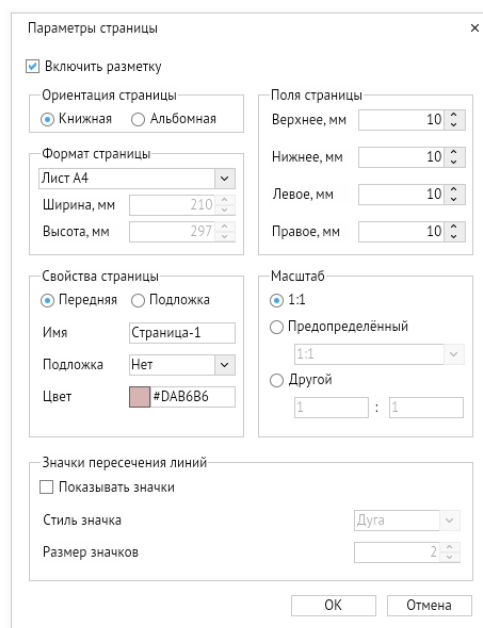 Параметры страницы
Включить разметку
Ориентация страницы
Книжная Альбомная
Формат страницы
Лист А4
Ширина, мм 210
Высота, мм 297
Поля страницы
Верхнее, мм 10
Нижнее, мм 10
Левое, мм 10
Правое, мм 10
Свойства страницы
Передняя Подложка
Имя Страница-1
Подложка Нет
Цвет #DAB6B6
Масштаб
1:1
Предопределённый
1:1
Другой
1 : 1
Значки пересечения линий
Показывать значки
Стиль значка Дуга
Размер значков 2
ОК Отмена